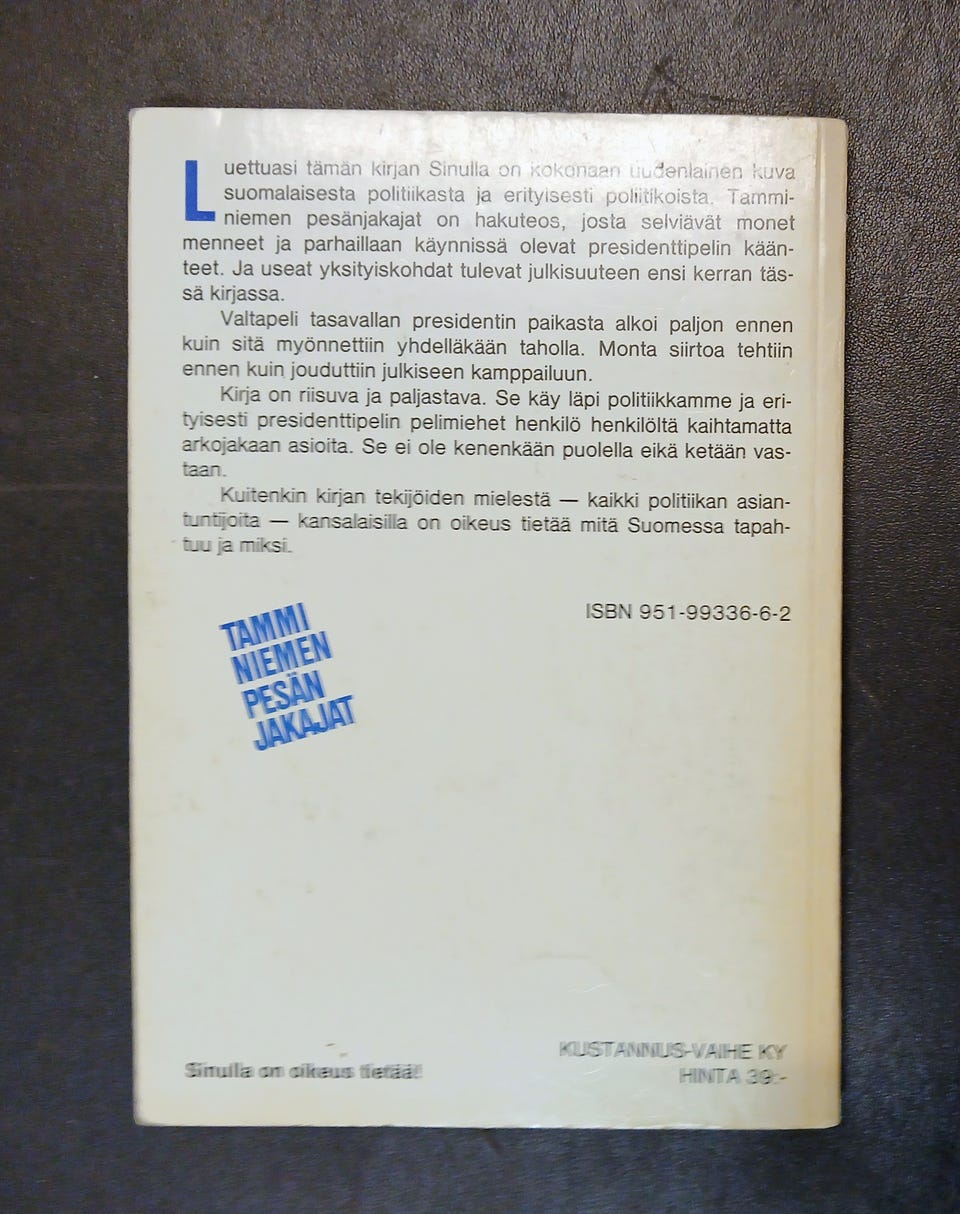 Luettuasi tämän kirjan Sinulla on kokonaan uudenlainen kuva
suomalaisesta politiikasta ja erityisesti poliitikoista. Tammi-
niemen pesänjakajat on hakuteos, josta selviävät monet
menneet ja parhaillaan käynnissä olevat presidenttipelin kään-
teet. Ja useat yksityiskohdat tulevat julkisuuteen ensi kerran täs-
sä kirjassa.
Valtapeli tasavallan presidentin paikasta alkoi paljon ennen
kuin sitä myönnettiin yhdelläkään taholla. Monta siirtoa tehtiin
ennen kuin jouduttiin julkiseen kamppailuun.
Kirja on riisuva ja paljastava. Se käy läpi politiikkamme ja eri-
tyisesti presidenttipelin pelimiehet henkilö henkilöltä kaihtamatta
arkojakaan asioita. Se ei ole kenenkään puolella eikä ketään vas-
taan.
Kuitenkin kirjan tekijöiden mielestä — kaikki politiikan asian-
tuntijoita — kansalaisilla on oikeus tietää mitä Suomessa tapah-
tuu ja miksi.
ISBN 951-99336-6-2
TAMMI
NIEMEN
PESÄN
JAKAJAT
KUSTANNUS-VAIHE KY
HINTA 39:-
Sinulla on oikeus tietää!